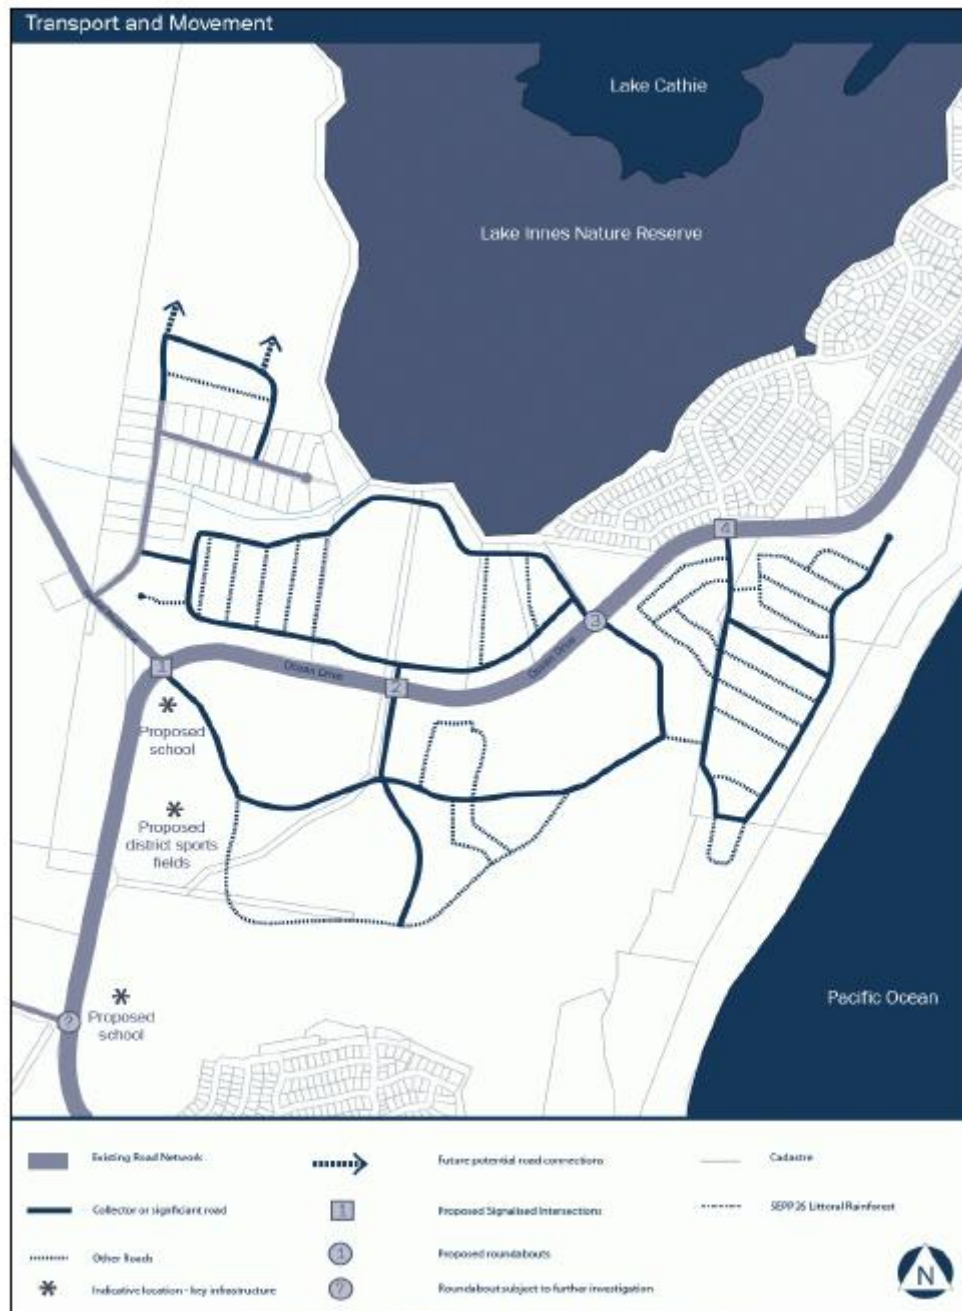 Transport and Movement
Lake Cathie
Lake Innes Nature Reserve
4
3
1
Ocean Drive
Ocean Drive
2
Proposed
school
Proposed
district sports
fields
Proposed
school
?
Pacific Ocean
Existing Road Network
Future potential road connections
Cadastre
Collector or signficiant road
1
Proposed Signalised Intersections
SEPP 26 Littoral Rainforest
Other Roads
1
Proposed roundabouts
Indicative location - key infrastructure
?
Roundabout subject to further investigation
N